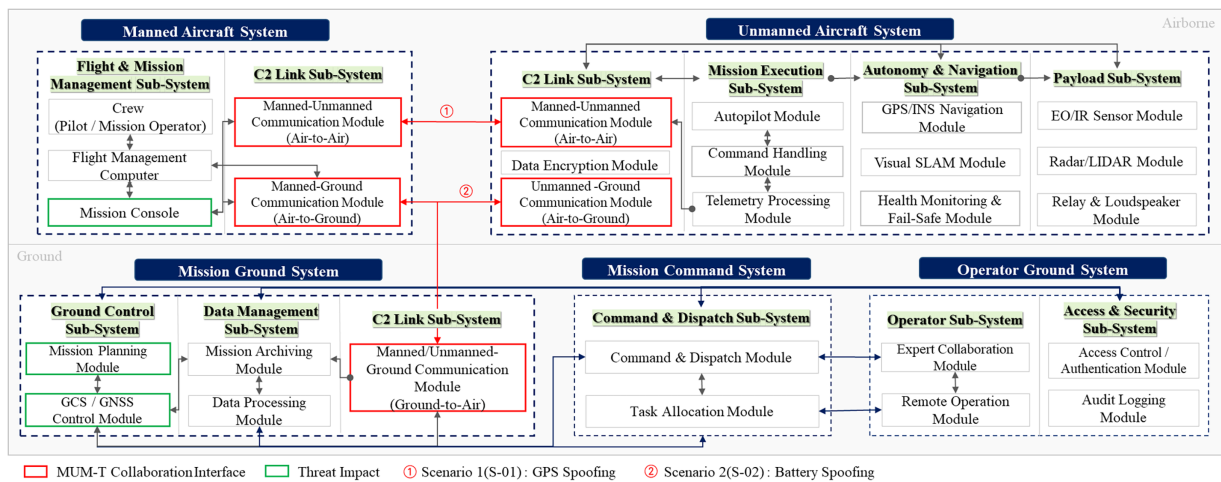 Airborne
Manned Aircraft System
Flight & Mission
Management Sub-System
Crew
(Pilot / Mission Operator)
Flight Management
Computer
Mission Console
C2 Link Sub-System
Manned-Unmanned
Communication Module
(Air-to-Air)
Manned-Ground
Communication Module
(Air-to-Ground)
①
②
Unmanned Aircraft System
C2 Link Sub-System
Manned-Unmanned
Communication Module
(Air-to-Air)
Data Encryption Module
Unmanned -Ground
Communication Module
(Air-to-Ground)
Mission Execution
Sub-System
Autopilot Module
Command Handling
Module
Telemetry Processing
Module
Autonomy & Navigation
Sub-System
GPS/INS Navigation
Module
Visual SLAM Module
Health Monitoring &
Fail-Safe Module
Payload Sub-System
EO/IR Sensor Module
Radar/LIDAR Module
Relay & Loudspeaker
Module
Ground
Mission Ground System
Ground Control
Sub-System
Mission Planning
Module
GCS / GNSS
Control Module
Data Management
Sub-System
Mission Archiving
Module
Data Processing
Module
C2 Link Sub-System
Manned/Unmanned-
Ground Communication
Module
(Ground-to-Air)
Mission Command System
Command & Dispatch Sub-System
Command & Dispatch Module
Task Allocation Module
Operator Ground System
Operator Sub-System
Expert Collaboration
Module
Remote Operation
Module
Access & Security
Sub-System
Access Control /
Authentication Module
Audit Logging
Module
MUM-T Collaboration Interface
Threat Impact
① Scenario 1(S-01) : GPS Spoofing
② Scenario 2(S-02) : Battery Spoofing